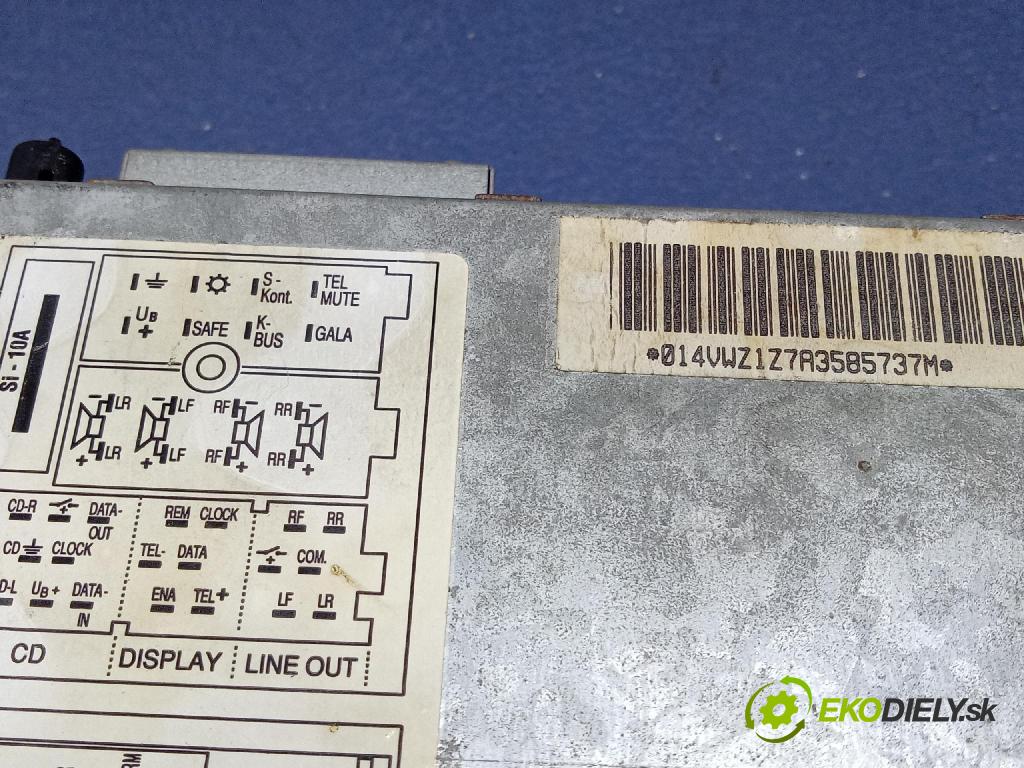 S-
Kont.
TEL
MUTE
UB
+
SAFE
K-
BUS
GALA
Si - 10A
- LR
- LF
RF -
RR -
+ LR
+ LF
RF +
RR +
CD-R
+
DATA-
OUT
REM CLOCK
RF RR
CD
CLOCK
TEL- DATA
+
COM.
D-L
UB+
DATA-
IN
ENA TEL+
LF LR
CD
DISPLAY
LINE OUT
*014VWZ1Z7A3585737M*
EKODIELY.sk